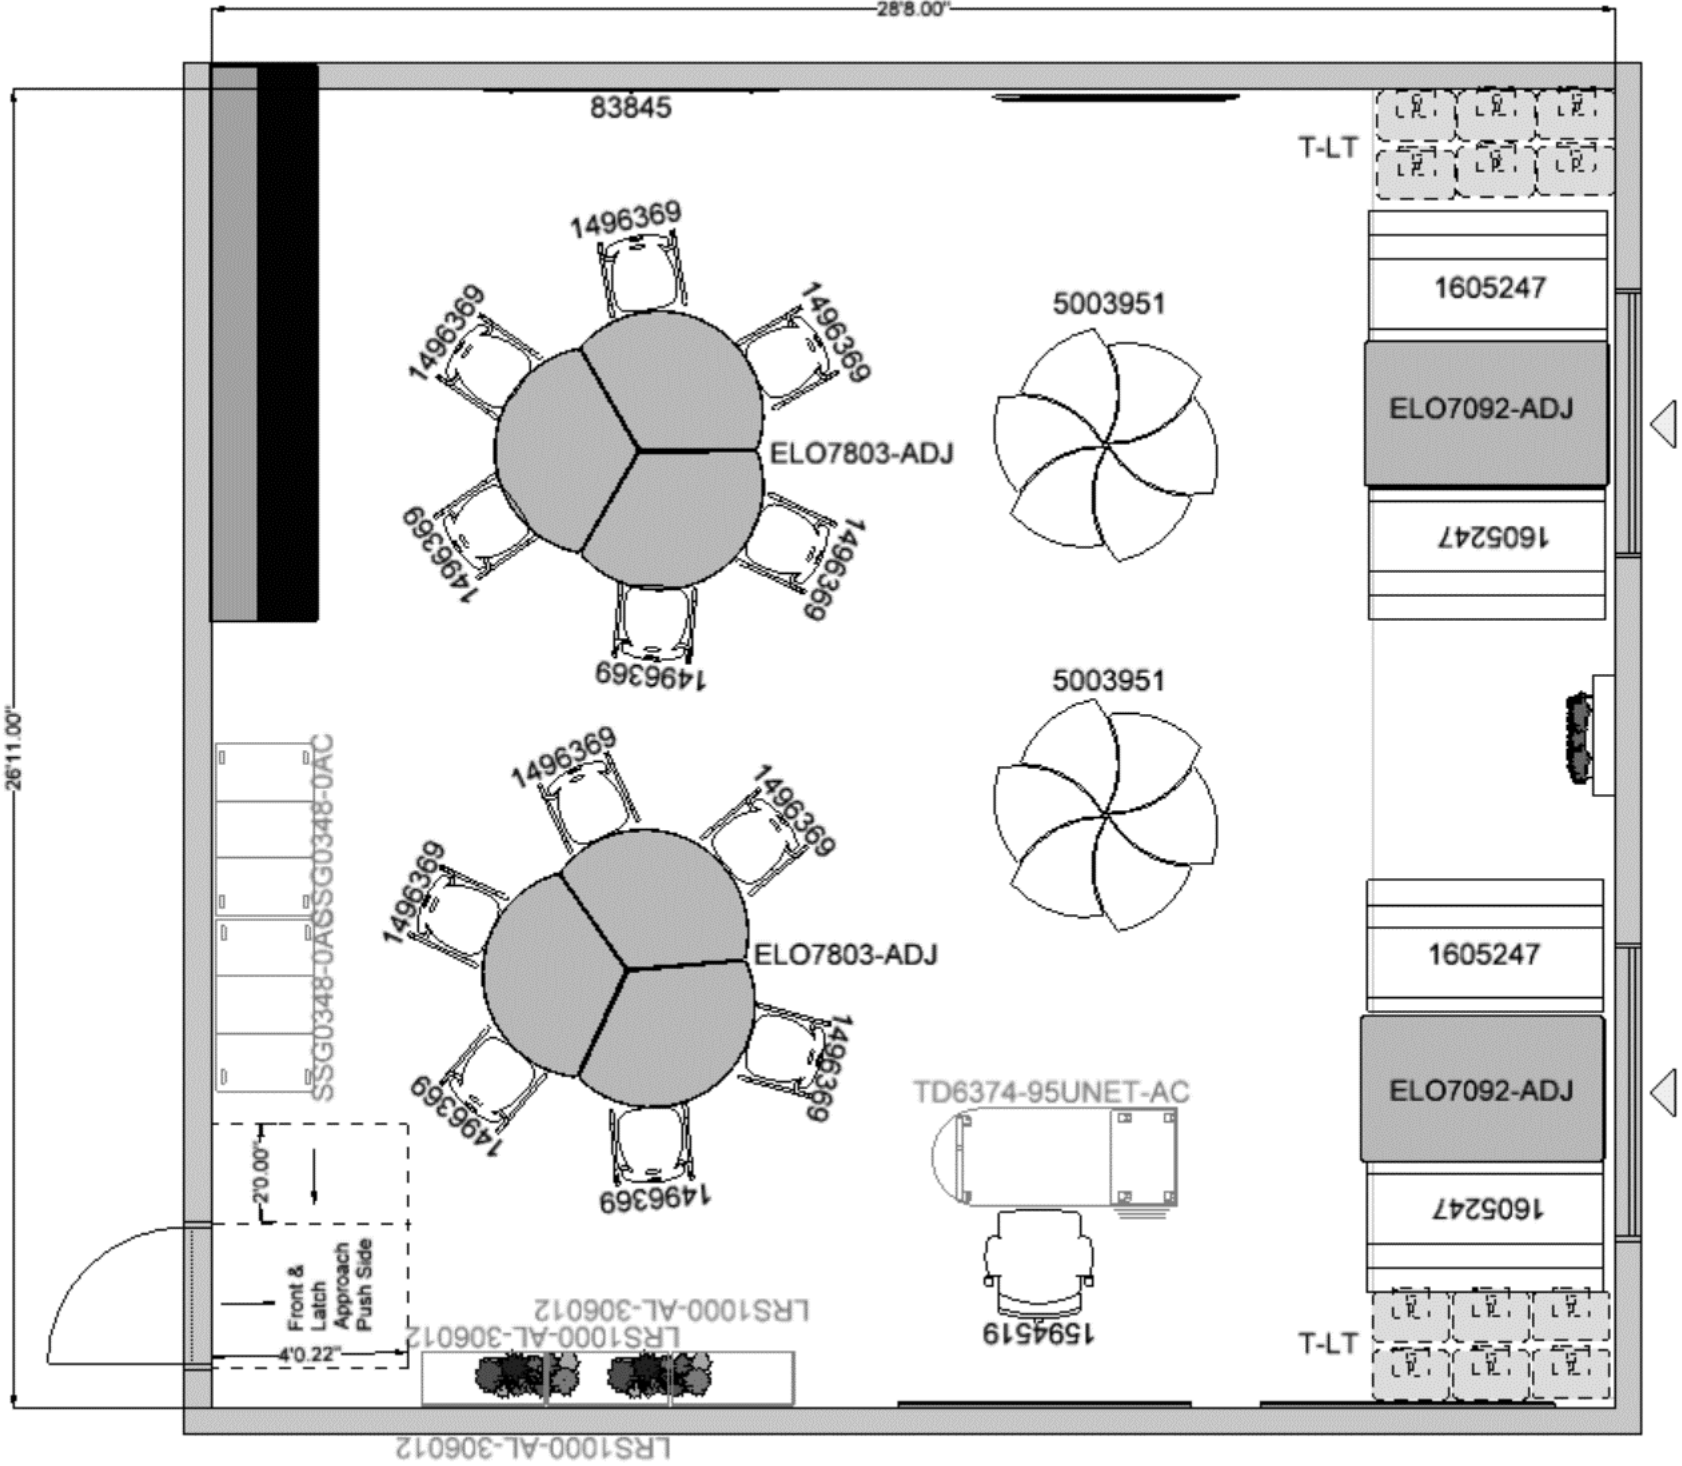 28'8.00"
83845
T-LT
1496369
1496369
1496369
5003951
1605247
ELO7092-ADJ
ELO7803-ADJ
1496369
1496369
1605247
1496369
5003951
26'11.00"
1496369
1496369
SSG0348-0AC
1496369
ELO7803-ADJ
1605247
SSG0348-0A
1496369
1496369
TD6374-95UNET-AC
ELO7092-ADJ
2'0.00"
1496369
1605247
Front &
Latch
Approach
Push Side
4'0.22"
LRS1000-AL-306012
LRS1000-AL-306012
1594519
T-LT
LRS1000-AL-306012